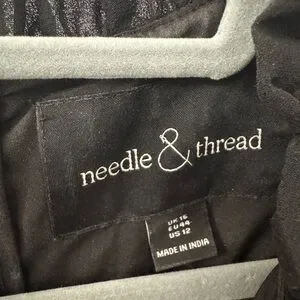 needle & thread
UK 16
EU 44
US 12
MADE IN INDIA